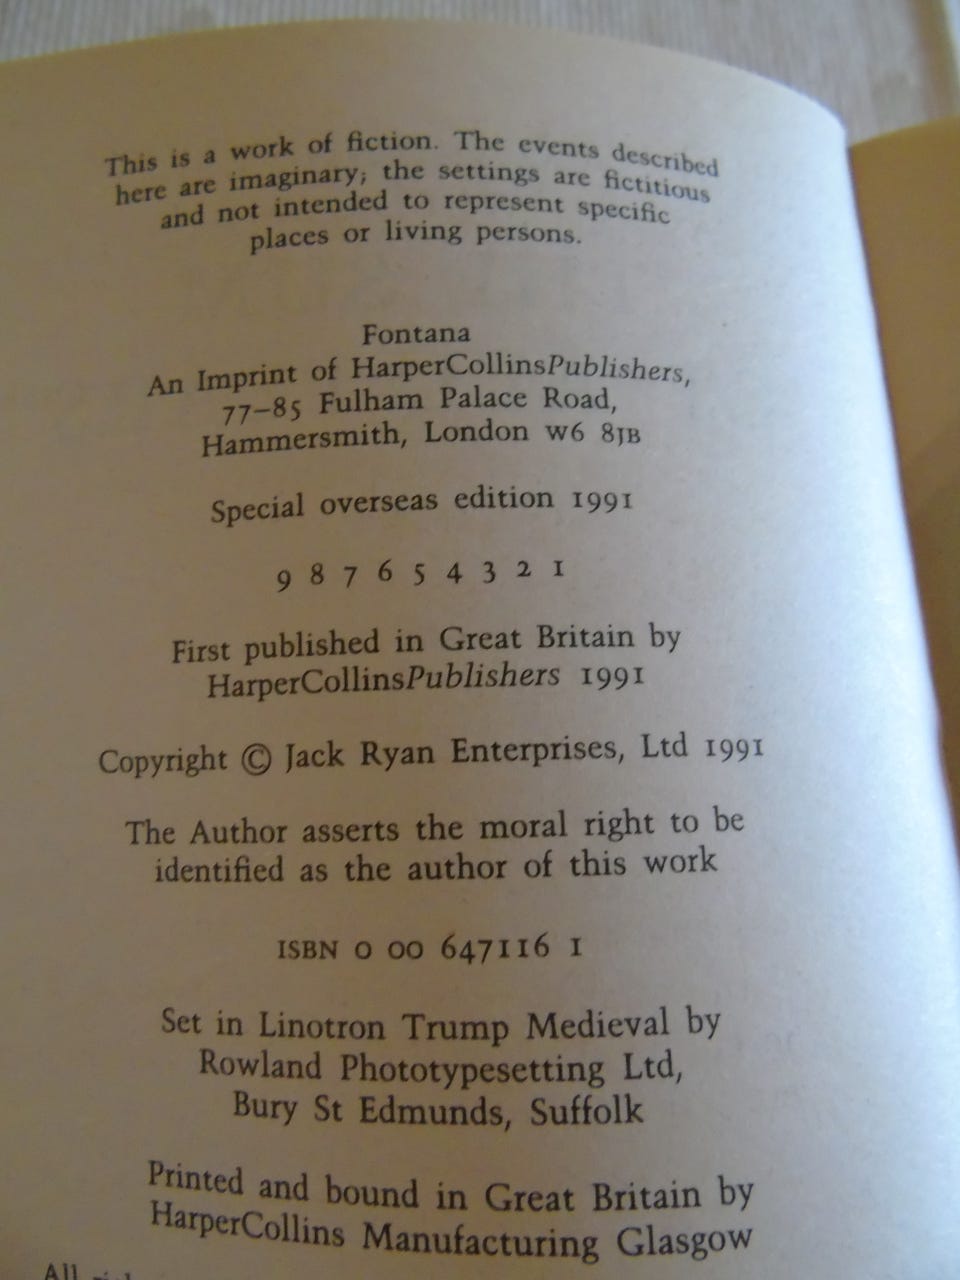 This is a work of fiction. The events described
here are imaginary; the settings are fictitious
and not intended to represent specific
places or living persons.
Fontana
An Imprint of HarperCollinsPublishers,
77–85 Fulham Palace Road,
Hammersmith, London W6 8JB
Special overseas edition 1991
9 8 7 6 5 4 3 2 1
First published in Great Britain by
HarperCollinsPublishers 1991
Copyright © Jack Ryan Enterprises, Ltd 1991
The Author asserts the moral right to be
identified as the author of this work
ISBN 0 00 647116 1
Set in Linotron Trump Medieval by
Rowland Phototypesetting Ltd,
Bury St Edmunds, Suffolk
Printed and bound in Great Britain by
HarperCollins Manufacturing Glasgow
All